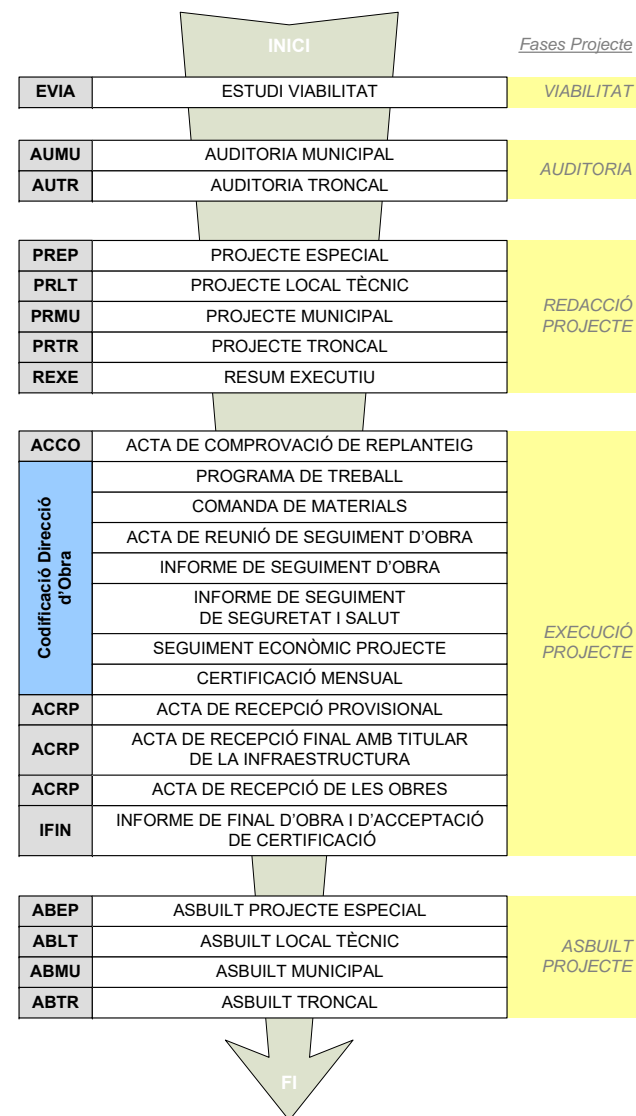 INICI
Fases Projecte
EVIA ESTUDI VIABILITAT VIABILITAT
AUMU AUDITORIA MUNICIPAL
AUTR AUDITORIA TRONCAL
AUDITORIA
PREP PROJECTE ESPECIAL
PRLT PROJECTE LOCAL TÈCNIC
PRMU PROJECTE MUNICIPAL
PRTR PROJECTE TRONCAL
REXE RESUM EXECUTIU
REDACCIÓ
PROJECTE
ACCO ACTA DE COMPROVACIÓ DE REPLANTEIG
Codificació Direcció
d'Obra
PROGRAMA DE TREBALL
COMANDA DE MATERIALS
ACTA DE REUNIÓ DE SEGUIMENT D'OBRA
INFORME DE SEGUIMENT D'OBRA
INFORME DE SEGUIMENT
DE SEGURETAT I SALUT
SEGUIMENT ECONÒMIC PROJECTE
CERTIFICACIÓ MENSUAL
ACRP ACTA DE RECEPCIÓ PROVISIONAL
ACRP ACTA DE RECEPCIÓ FINAL AMB TITULAR
DE LA INFRAESTRUCTURA
ACRP ACTA DE RECEPCIÓ DE LES OBRES
IFIN INFORME DE FINAL D'OBRA I D'ACCEPTACIÓ
DE CERTIFICACIÓ
EXECUCIÓ
PROJECTE
ABEP ASBUILT PROJECTE ESPECIAL
ABLT ASBUILT LOCAL TÈCNIC
ABMU ASBUILT MUNICIPAL
ABTR ASBUILT TRONCAL
ASBUILT
PROJECTE
FI